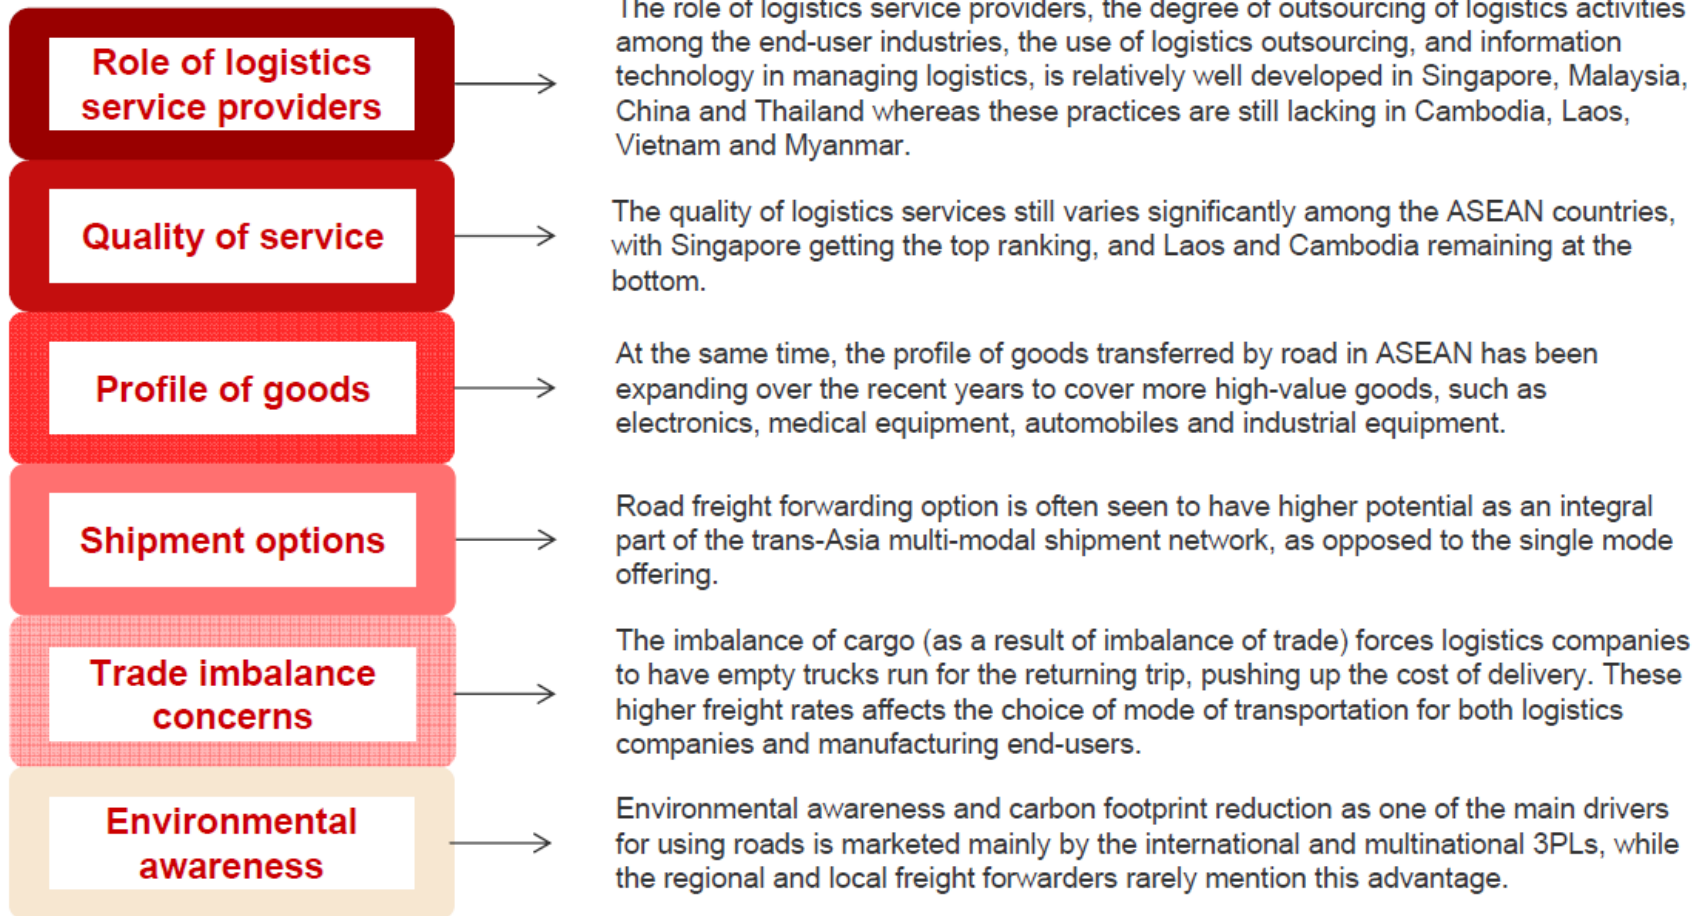 Role of logistics
service providers
The role of logistics service providers, the degree of outsourcing of logistics activities
among the end-user industries, the use of logistics outsourcing, and information
technology in managing logistics, is relatively well developed in Singapore, Malaysia,
China and Thailand whereas these practices are still lacking in Cambodia, Laos,
Vietnam and Myanmar.
Quality of service
The quality of logistics services still varies significantly among the ASEAN countries,
with Singapore getting the top ranking, and Laos and Cambodia remaining at the
bottom.
Profile of goods
At the same time, the profile of goods transferred by road in ASEAN has been
expanding over the recent years to cover more high-value goods, such as
electronics, medical equipment, automobiles and industrial equipment.
Shipment options
Road freight forwarding option is often seen to have higher potential as an integral
part of the trans-Asia multi-modal shipment network, as opposed to the single mode
offering.
Trade imbalance
concerns
The imbalance of cargo (as a result of imbalance of trade) forces logistics companies
to have empty trucks run for the returning trip, pushing up the cost of delivery. These
higher freight rates affects the choice of mode of transportation for both logistics
companies and manufacturing end-users.
Environmental
awareness
Environmental awareness and carbon footprint reduction as one of the main drivers
for using roads is marketed mainly by the international and multinational 3PLs, while
the regional and local freight forwarders rarely mention this advantage.